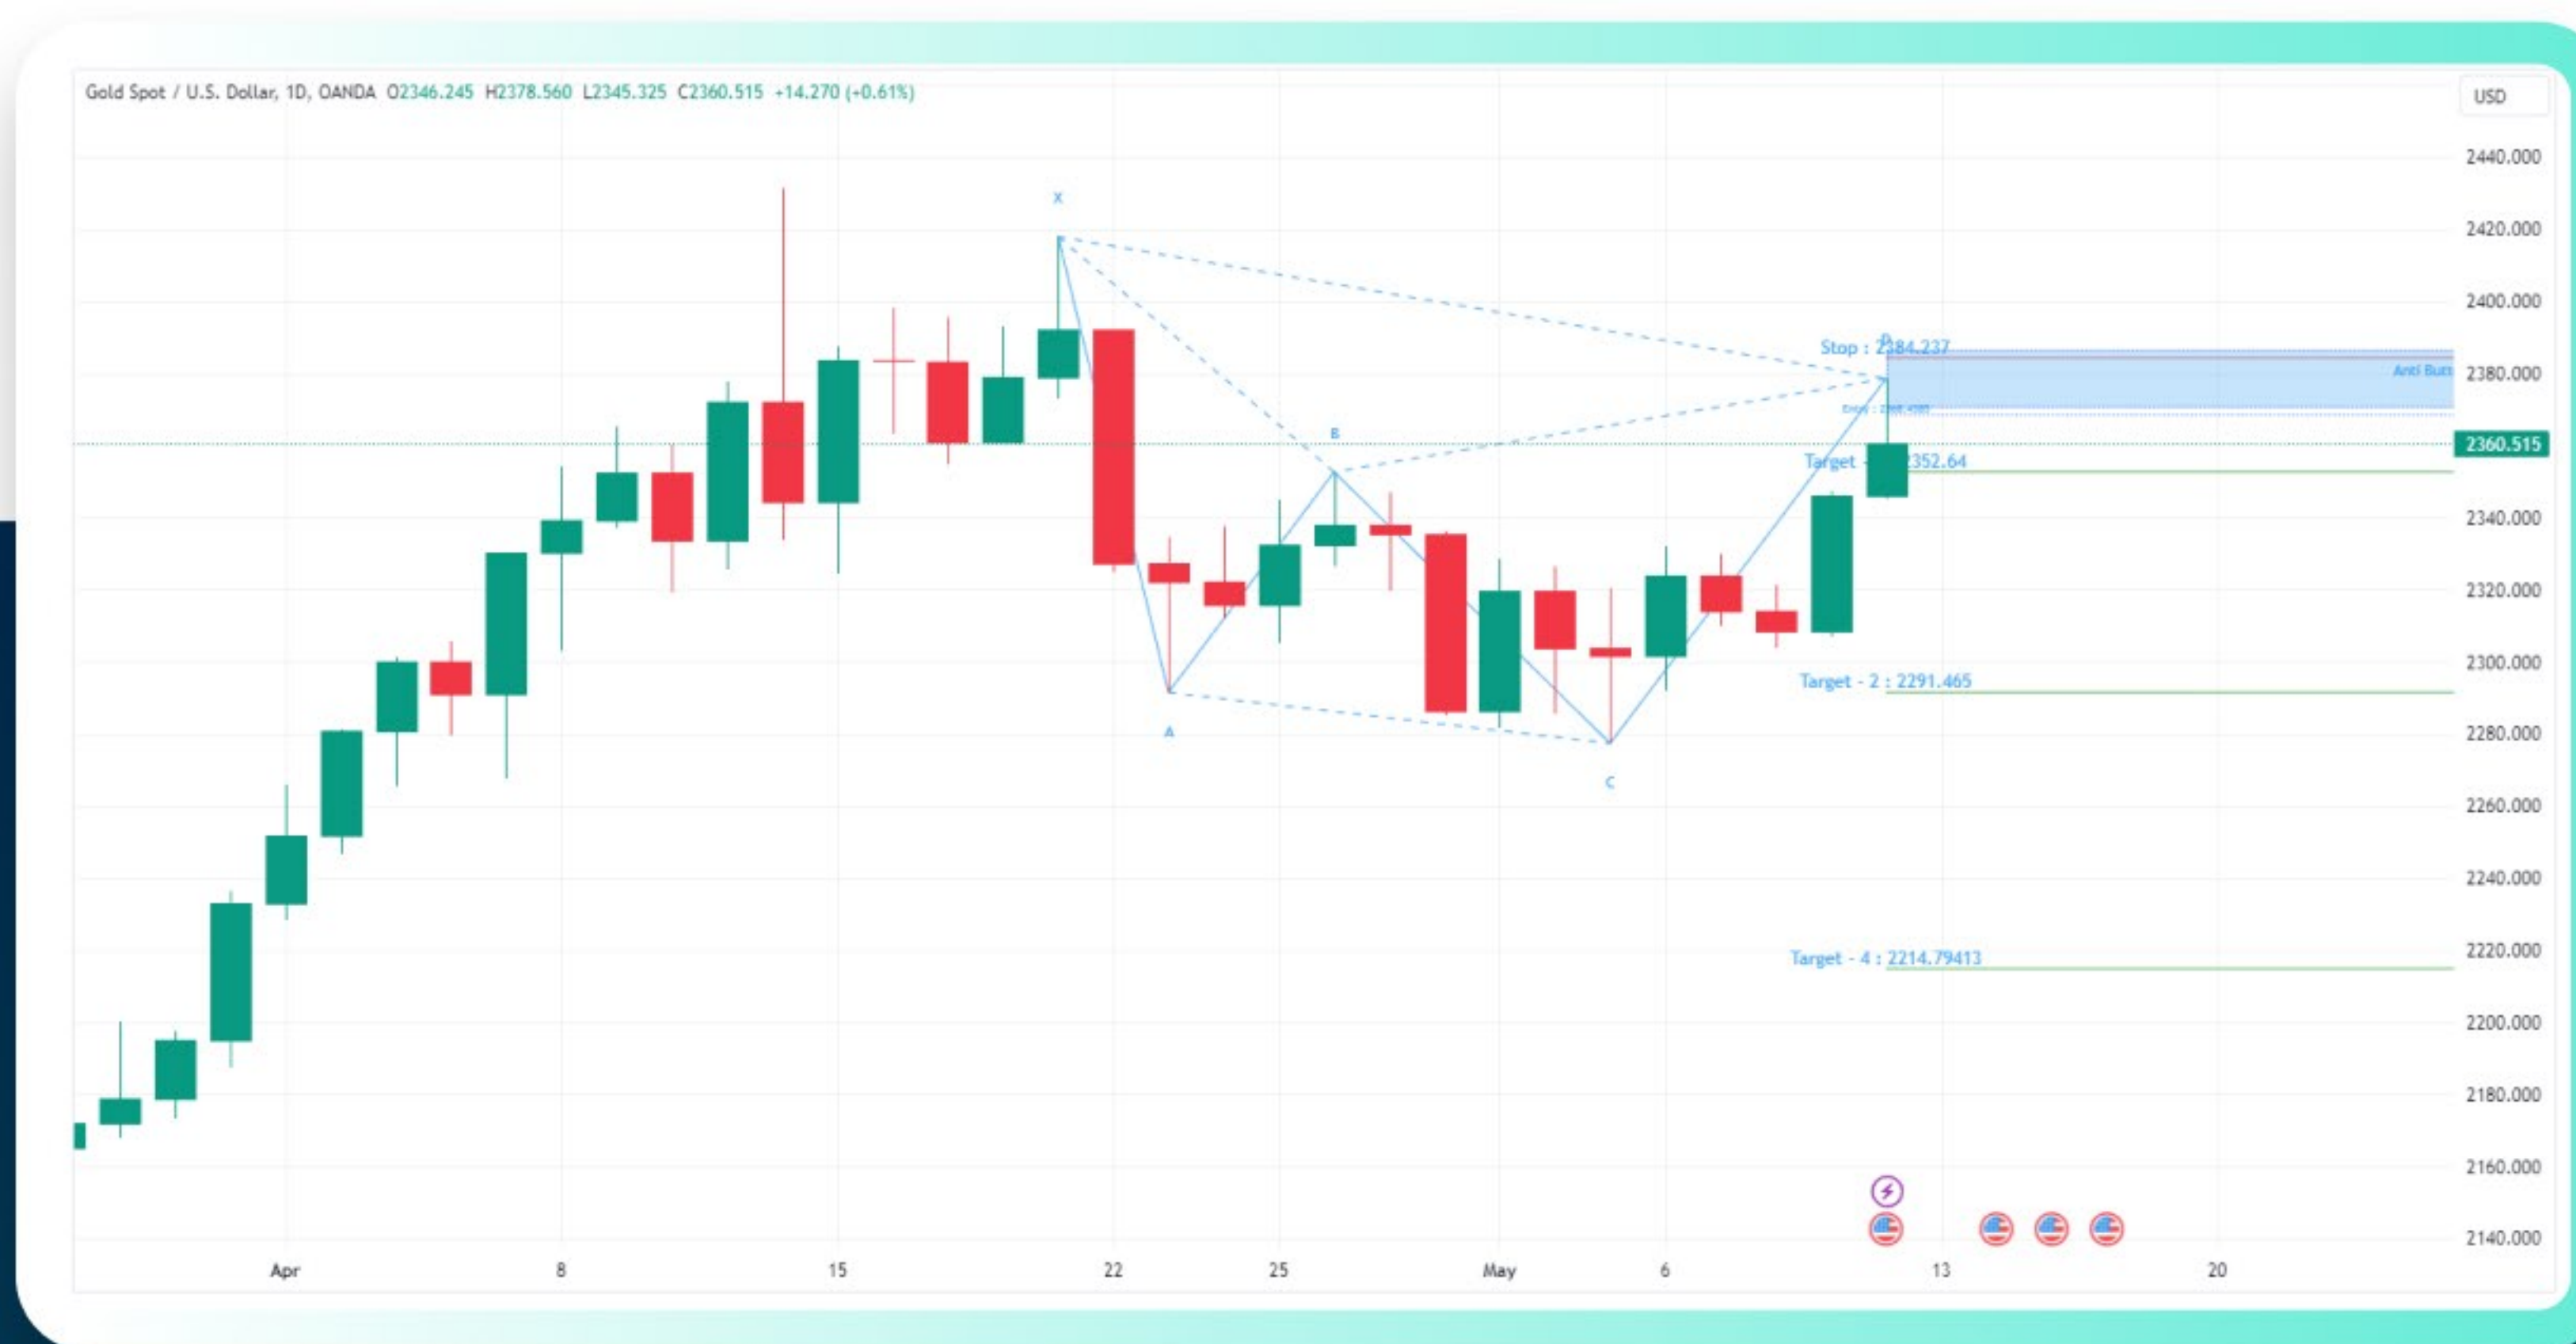 Gold Spot / U.S. Dollar, 1D, OANDA O2346.245 H2378.560 L2345.325 C2360.515 +14.270 (+0.61%)
USD
2440.000
2420.000
2400.000
2380.000
2360.515
2340.000
2320.000
2300.000
2280.000
2260.000
2240.000
2220.000
2200.000
2180.000
2160.000
2140.000
X
B
A
C
D
Stop : 2384.237
Anti Butt
Target - 2352.64
Target - 2 : 2291.465
Target - 4 : 2214.79413
Apr 8 15 22 25 May 6 13 20